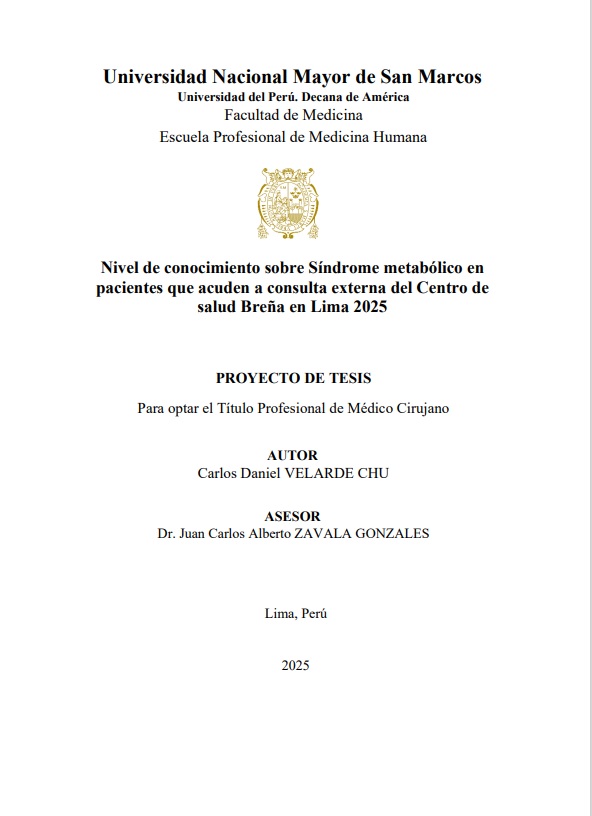 Universidad Nacional Mayor de San Marcos
Universidad del Perú. Decana de América
Facultad de Medicina
Escuela Profesional de Medicina Humana
Nivel de conocimiento sobre Síndrome metabólico en
pacientes que acuden a consulta externa del Centro de
salud Breña en Lima 2025
PROYECTO DE TESIS
Para optar el Título Profesional de Médico Cirujano
AUTOR
Carlos Daniel VELARDE CHU
ASESOR
Dr. Juan Carlos Alberto ZAVALA GONZALES
Lima, Perú
2025